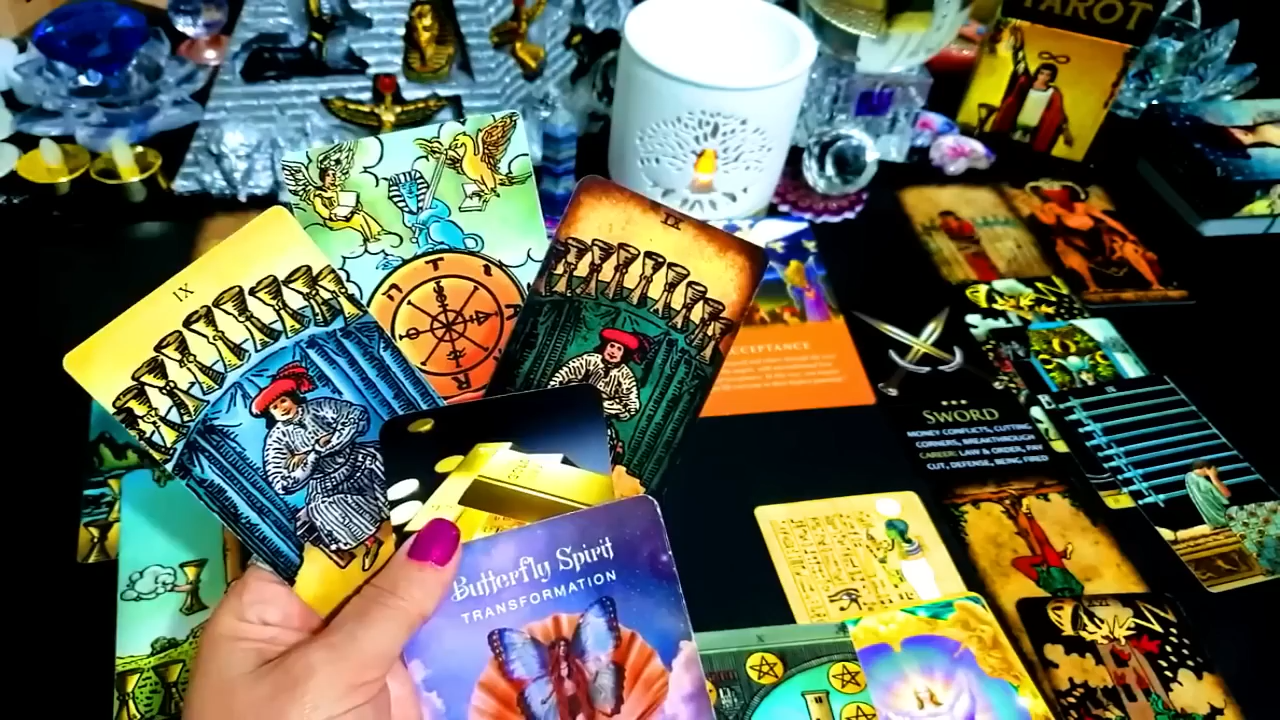 TAROT
IX
IX
T
A
R
ACCEPTANCE
SWORD
MONEY CONFLICTS, CUTTING
CORNERS, BREAKTHROUGH
CAREER: LAW & ORDER, PAY
CUT, DEFENSE, BEING FIRED
Butterfly Spirit
TRANSFORMATION
X